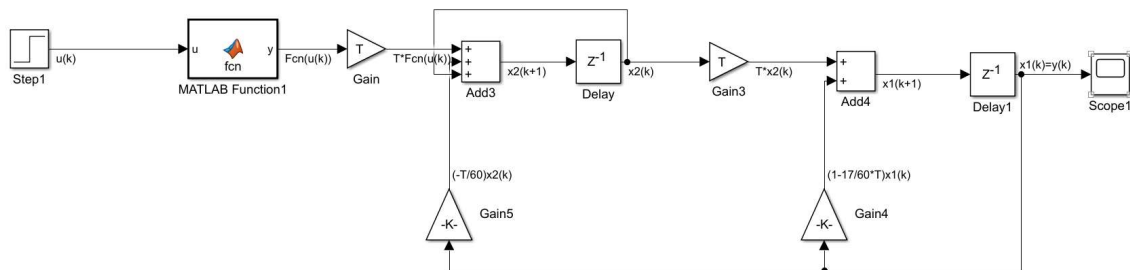 u(k)
Step1
u
fcn
y
MATLAB Function1
Fcn(u(k))
T
Gain
T*Fcn(u(k))
+
+
+
Add3
x2(k+1)
Z-1
Delay
x2(k)
T
Gain3
T*x2(k)
+
+
Add4
x1(k+1)
Z-1
Delay1
x1(k)=y(k)
Scope1
(-T/60)x2(k)
-K-
Gain5
(1-17/60*T)x1(k)
-K-
Gain4